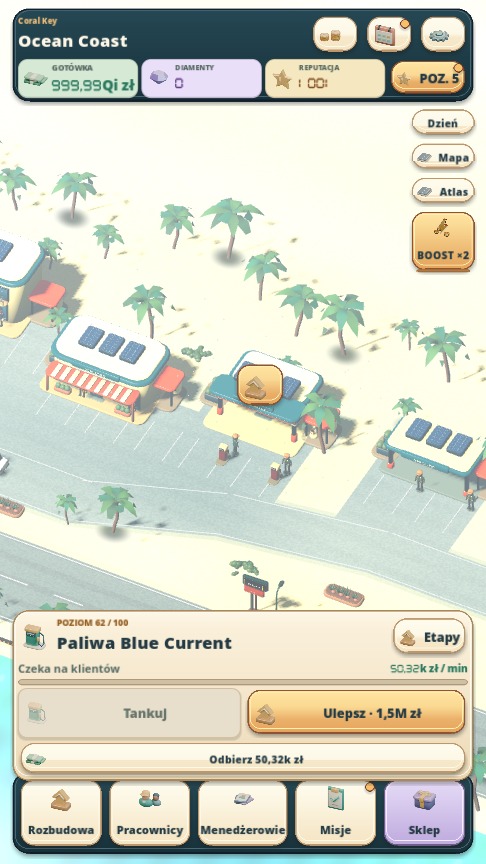 Coral Key
Ocean Coast
GOTÓWKA
999,99Qi zł
DIAMENTY
0
REPUTACJA
POZ. 5
Dzień
Mapa
Atlas
BOOST ×2
POZIOM 62 / 100
Paliwa Blue Current
Etapy
Czeka na klientów
50,32k zł / min
Tankuj
Ulepsz · 1,5M zł
Odbierz 50,32k zł
Rozbudowa
Pracownicy
Menedżerowie
Misje
Sklep